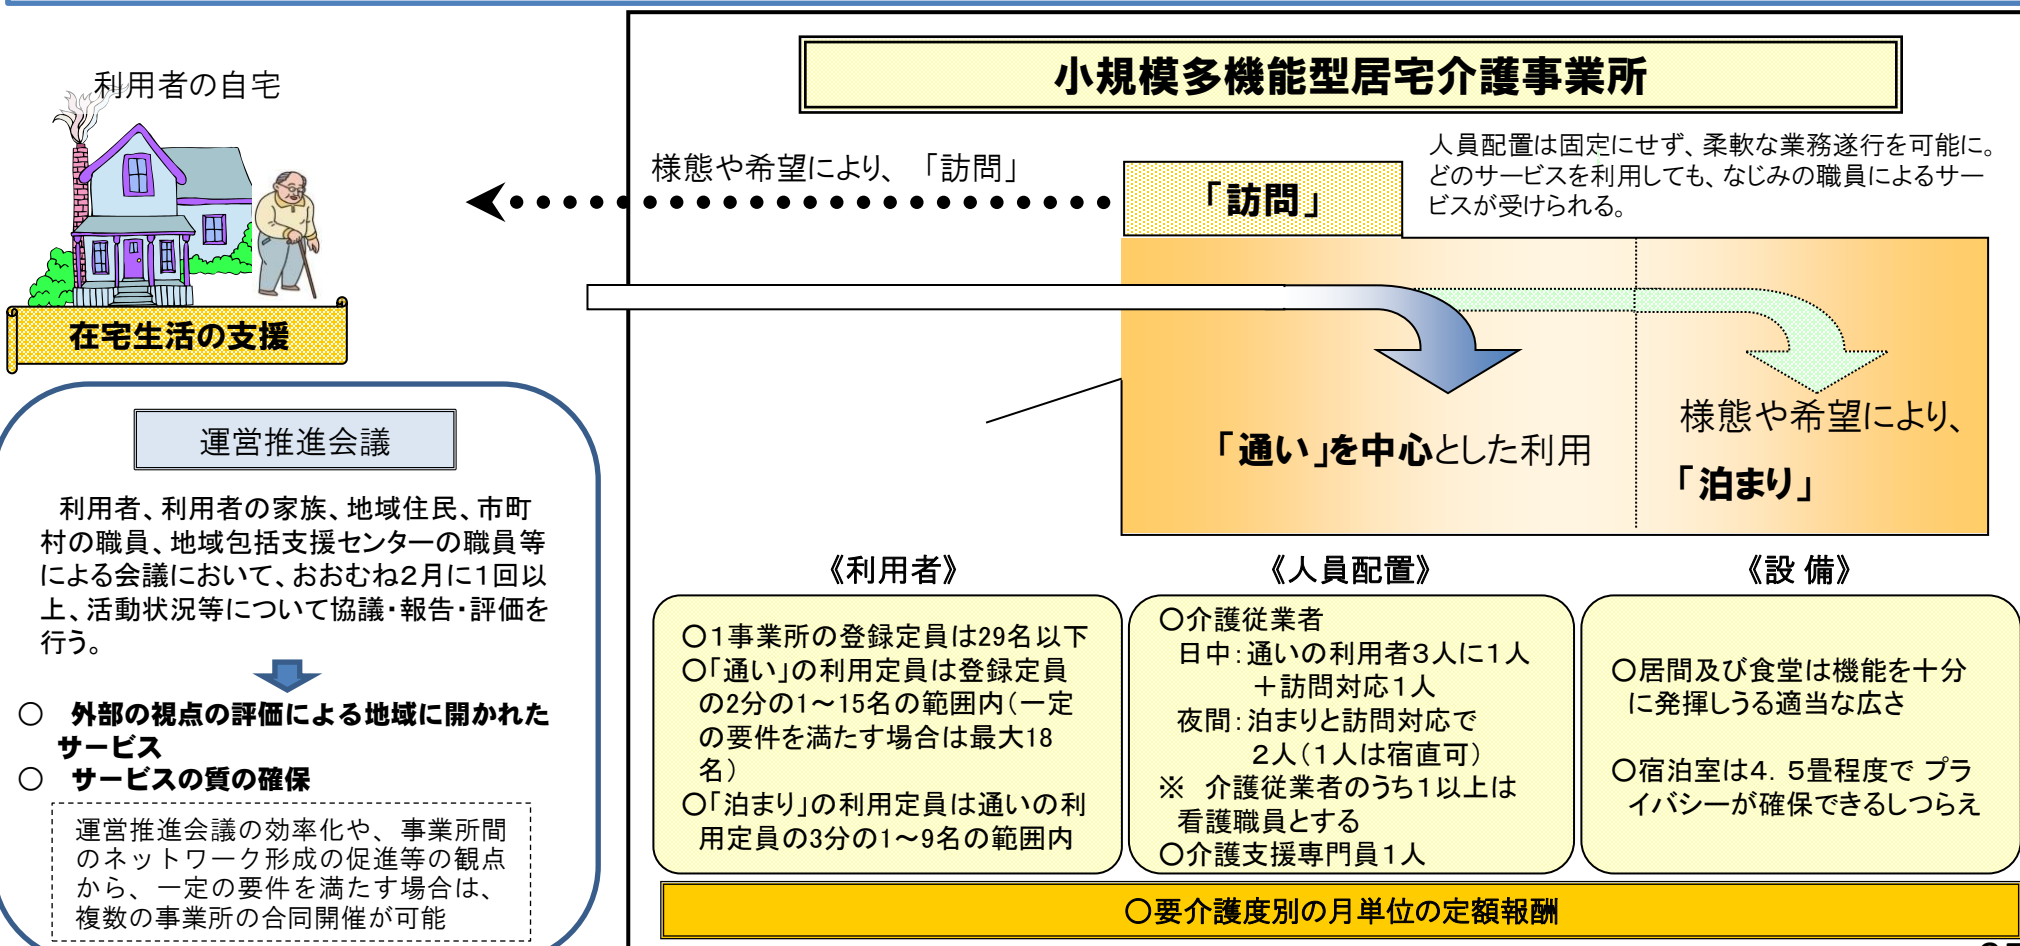 利用者の自宅
在宅生活の支援
運営推進会議
利用者、利用者の家族、地域住民、市町
村の職員、地域包括支援センターの職員等
による会議において、おおむね２月に１回以
上、活動状況等について協議・報告・評価を
行う。
○　外部の視点の評価による地域に開かれた
サービス
○　サービスの質の確保
運営推進会議の効率化や、事業所間
のネットワーク形成の促進等の観点
から、一定の要件を満たす場合は、
複数の事業所の合同開催が可能
小規模多機能型居宅介護事業所
様態や希望により、「訪問」
「訪問」
人員配置は固定にせず、柔軟な業務遂行を可能に。
どのサービスを利用しても、なじみの職員によるサー
ビスが受けられる。
「通い」を中心とした利用
様態や希望により、
「泊まり」
《利用者》
○１事業所の登録定員は29名以下
○「通い」の利用定員は登録定員
の2分の1～15名の範囲内（一定
の要件を満たす場合は最大18
名）
○「泊まり」の利用定員は通いの利
用定員の3分の1～9名の範囲内
《人員配置》
○介護従業者
日中：通いの利用者３人に１人
＋訪問対応１人
夜間：泊まりと訪問対応で
２人（１人は宿直可）
※　介護従業者のうち１以上は
看護職員とする
○介護支援専門員１人
《設 備》
○居間及び食堂は機能を十分
に発揮しうる適当な広さ
○宿泊室は４．５畳程度で プラ
イバシーが確保できるしつらえ
○要介護度別の月単位の定額報酬